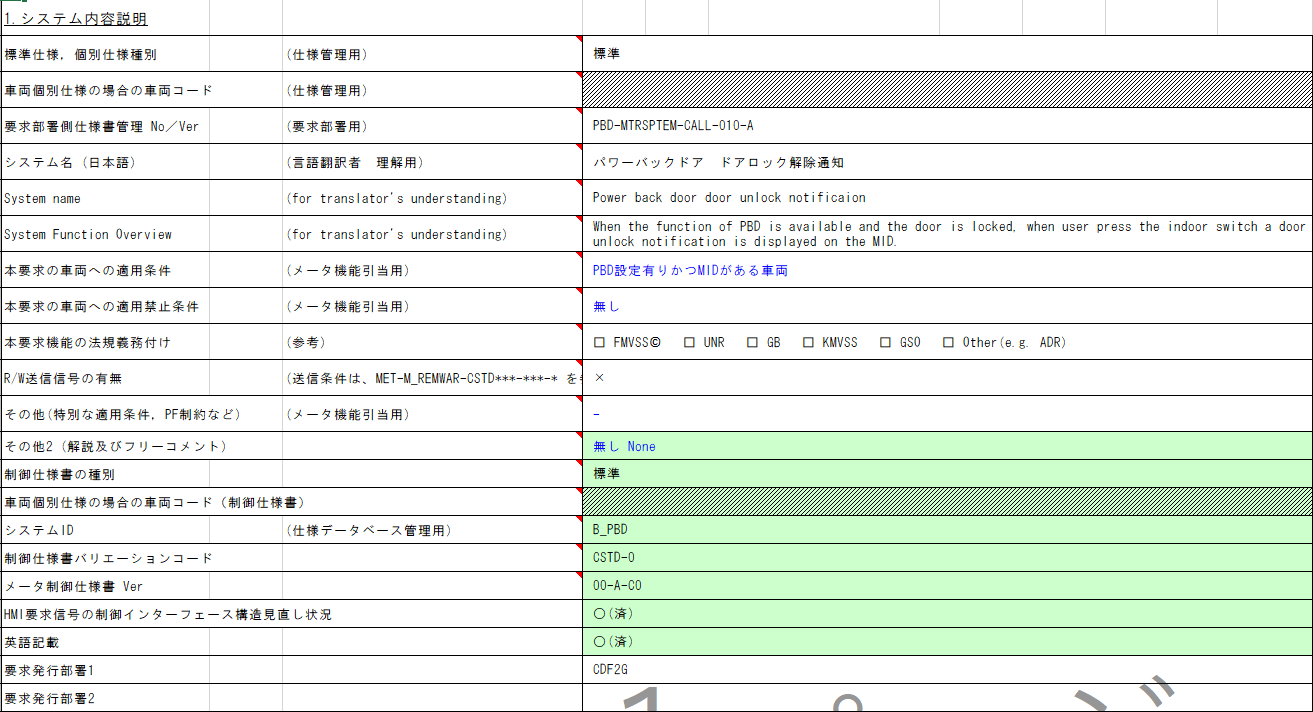 1.システム内容説明
標準仕様, 個別仕様種別 (仕様管理用) 標準
車両個別仕様の場合の車両コード (仕様管理用)
要求部署側仕様書管理 No／Ver (要求部署用) PBD-MTRSPTEM-CALL-010-A
システム名 (日本語) (言語翻訳者　理解用) パワーバックドア　ドアロック解除通知
System name (for translator's understanding) Power back door door unlock notificaion
System Function Overview (for translator's understanding) When the function of PBD is available and the door is locked, when user press the indoor switch a door
unlock notification is displayed on the MID.
本要求の車両への適用条件 (メータ機能引当用) PBD設定有りかつMIDがある車両
本要求の車両への適用禁止条件 (メータ機能引当用) 無し
本要求機能の法規義務付け (参考) □ FMVSS© □ UNR □ GB □ KMVSS □ GSO □ Other(e.g. ADR)
R/W送信信号の有無 (送信条件は、MET-M_REMWAR-CSTD***-***-* を ×
その他(特別な適用条件, PF制約など) (メータ機能引当用) -
その他2 (解説及びフリーコメント) 無し None
制御仕様書の種別 標準
車両個別仕様の場合の車両コード (制御仕様書)
システムID (仕様データベース管理用) B_PBD
制御仕様書バリエーションコード CSTD-0
メータ制御仕様書 Ver 00-A-C0
HMI要求信号の制御インターフェース構造見直し状況 〇(済)
英語記載 〇(済)
要求発行部署1 CDF2G
要求発行部署2